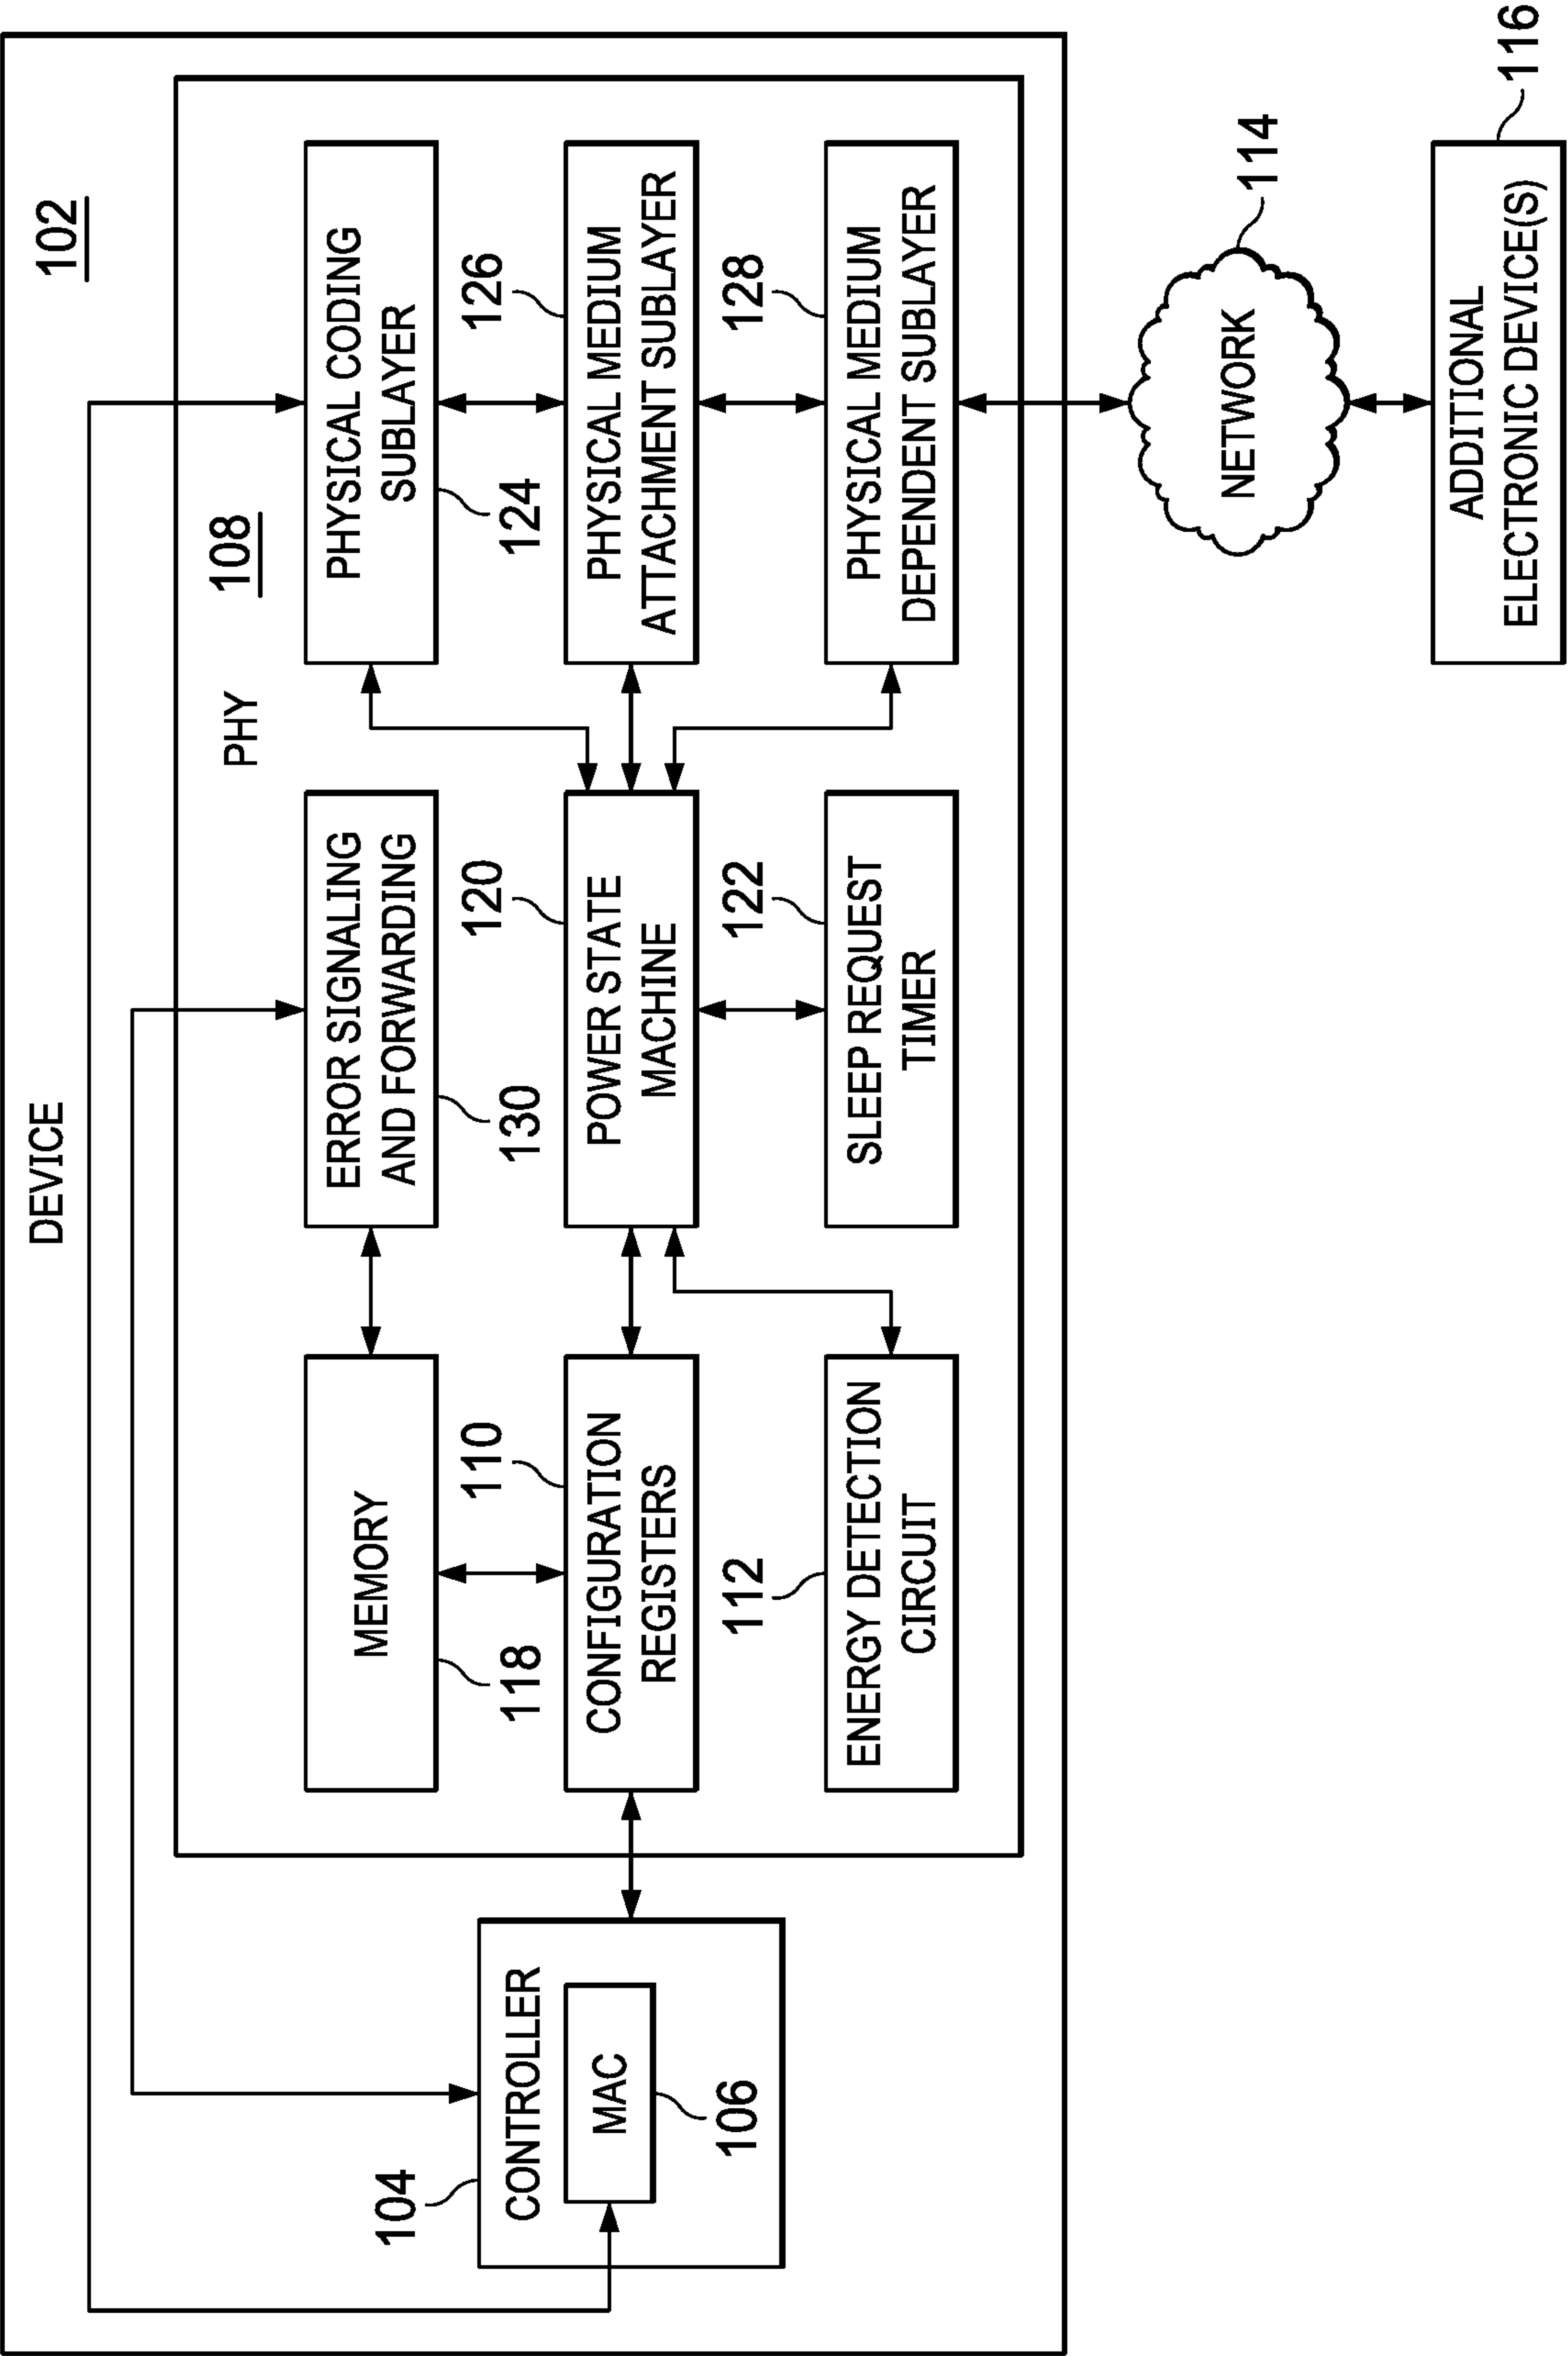 DEVICE
102
PHY
108
104
CONTROLLER
MAC
106
MEMORY
118
ERROR SIGNALING
AND FORWARDING
130
PHYSICAL CODING
SUBLAYER
124
110
CONFIGURATION
REGISTERS
120
POWER STATE
MACHINE
126
PHYSICAL MEDIUM
ATTACHMENT SUBLAYER
112
ENERGY DETECTION
CIRCUIT
122
SLEEP REQUEST
TIMER
128
PHYSICAL MEDIUM
DEPENDENT SUBLAYER
NETWORK
114
ADDITIONAL
ELECTRONIC DEVICE(S)
116